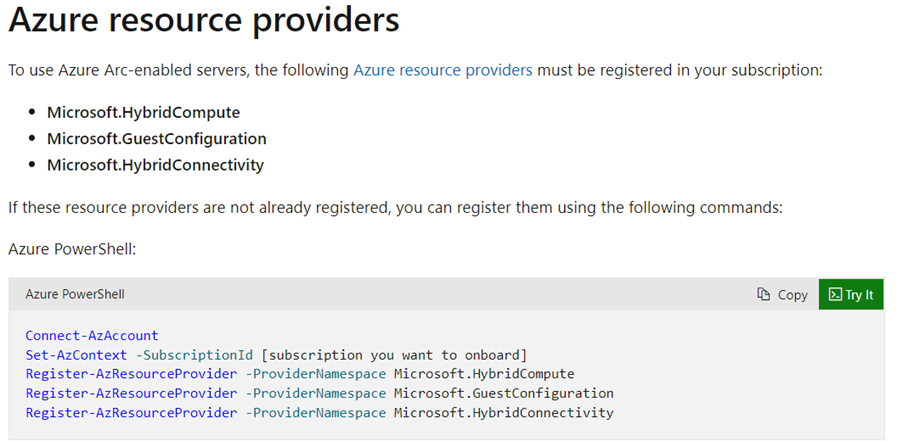 Azure resource providers
To use Azure Arc-enabled servers, the following Azure resource providers must be registered in your subscription:
• Microsoft.HybridCompute
• Microsoft.GuestConfiguration
• Microsoft.HybridConnectivity
If these resource providers are not already registered, you can register them using the following commands:
Azure PowerShell:
Azure PowerShell Copy Try It
Connect-AzAccount
Set-AzContext -SubscriptionId [subscription you want to onboard]
Register-AzResourceProvider -ProviderNamespace Microsoft.HybridCompute
Register-AzResourceProvider -ProviderNamespace Microsoft.GuestConfiguration
Register-AzResourceProvider -ProviderNamespace Microsoft.HybridConnectivity